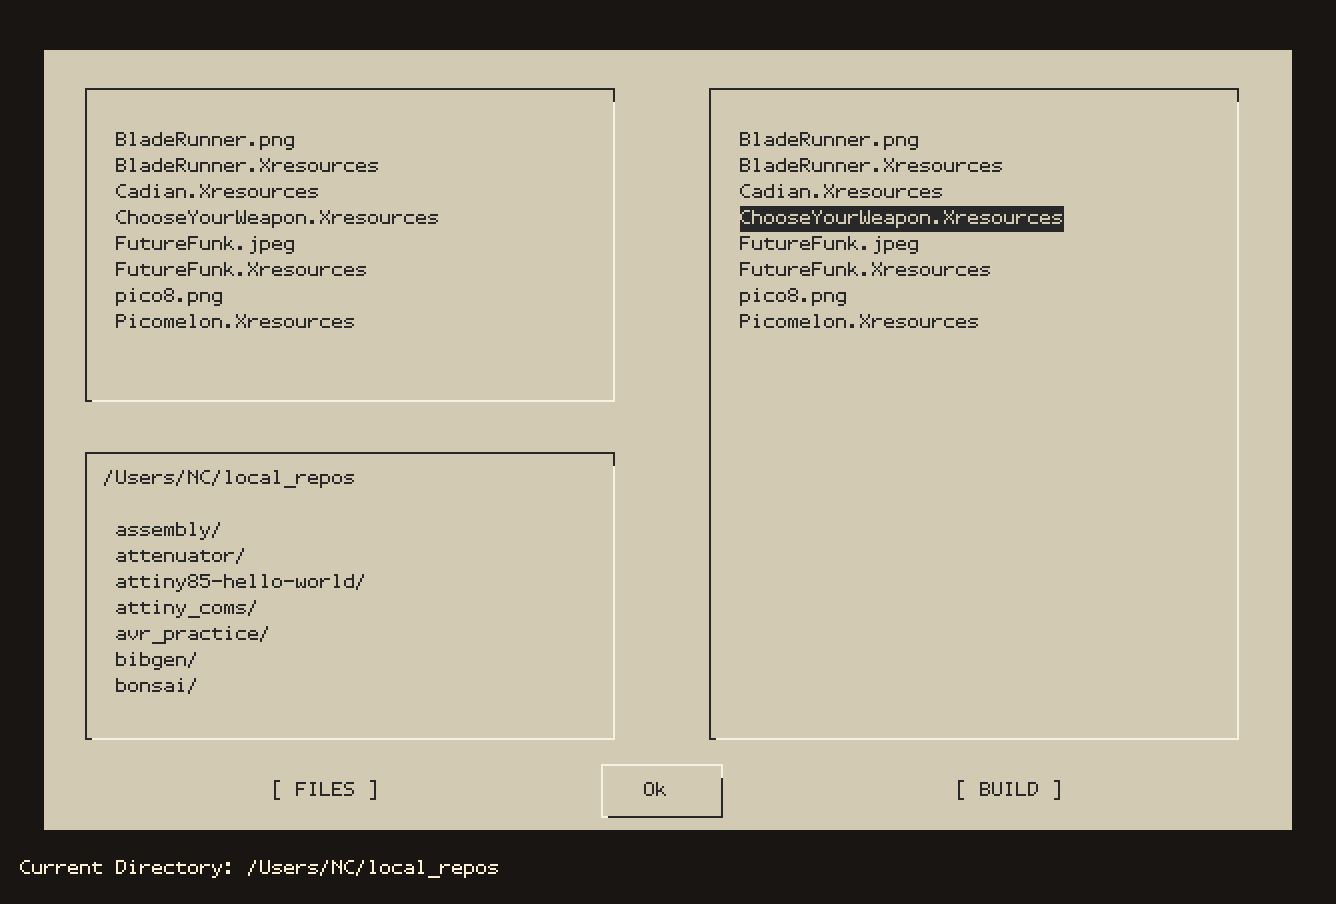 BladeRunner.png
BladeRunner.Xresources
Cadian.Xresources
ChooseYourWeapon.Xresources
FutureFunk.jpeg
FutureFunk.Xresources
pico8.png
Picomelon.Xresources
/Users/NC/local_repos
assembly/
attenuator/
attiny85-hello-world/
attiny_coms/
avr_practice/
bibgen/
bonsai/
BladeRunner.png
BladeRunner.Xresources
Cadian.Xresources
ChooseYourWeapon.Xresources
FutureFunk.jpeg
FutureFunk.Xresources
pico8.png
Picomelon.Xresources
[ FILES ]
Ok
[ BUILD ]
Current Directory: /Users/NC/local_repos